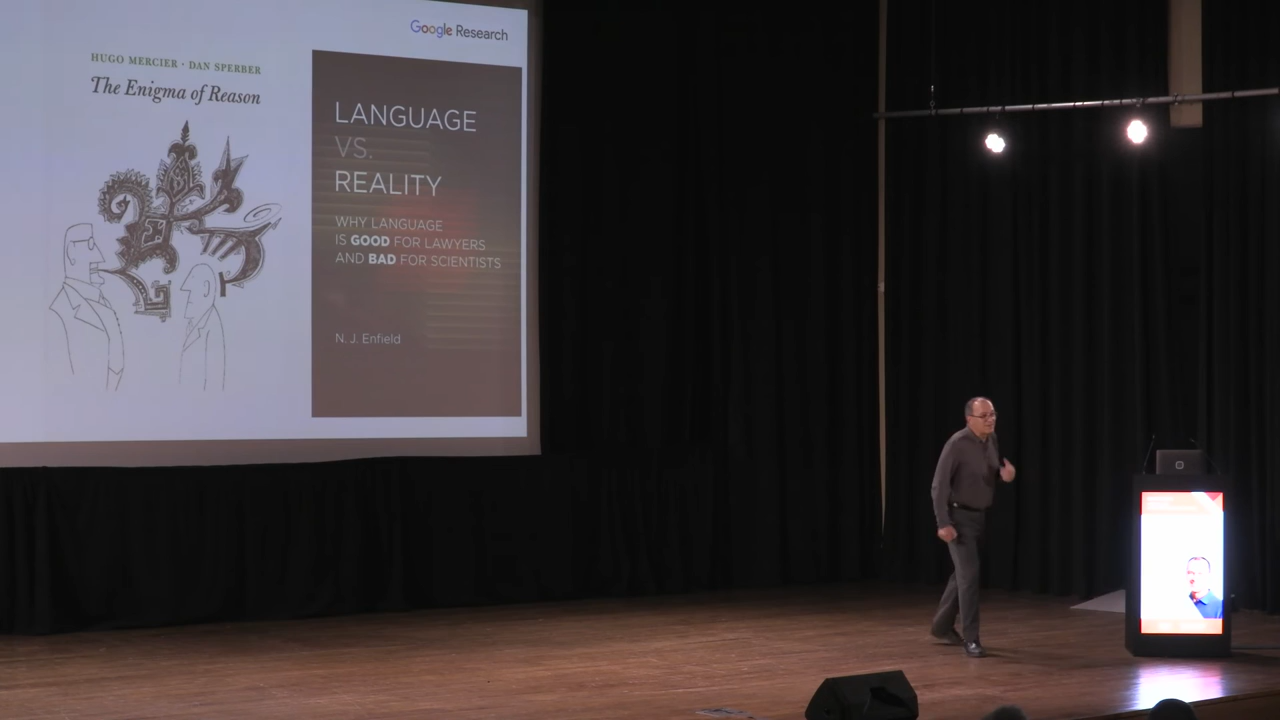 Google Research
HUGO MERCIER · DAN SPERBER
The Enigma of Reason
LANGUAGE
VS.
REALITY
WHY LANGUAGE
IS GOOD FOR LAWYERS
AND BAD FOR SCIENTISTS
N. J. Enfield